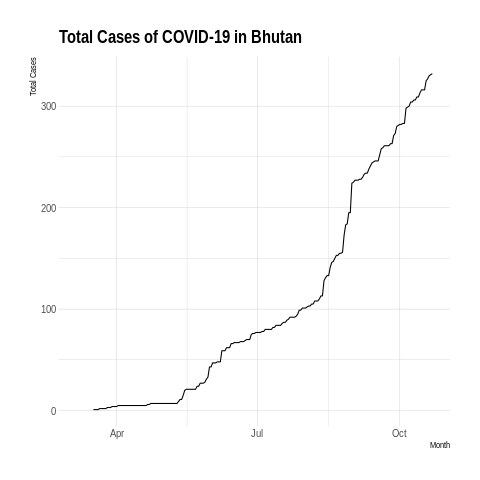 Total Cases of COVID-19 in Bhutan
Total Cases
300
200
100
0
Apr Jul Oct
Month